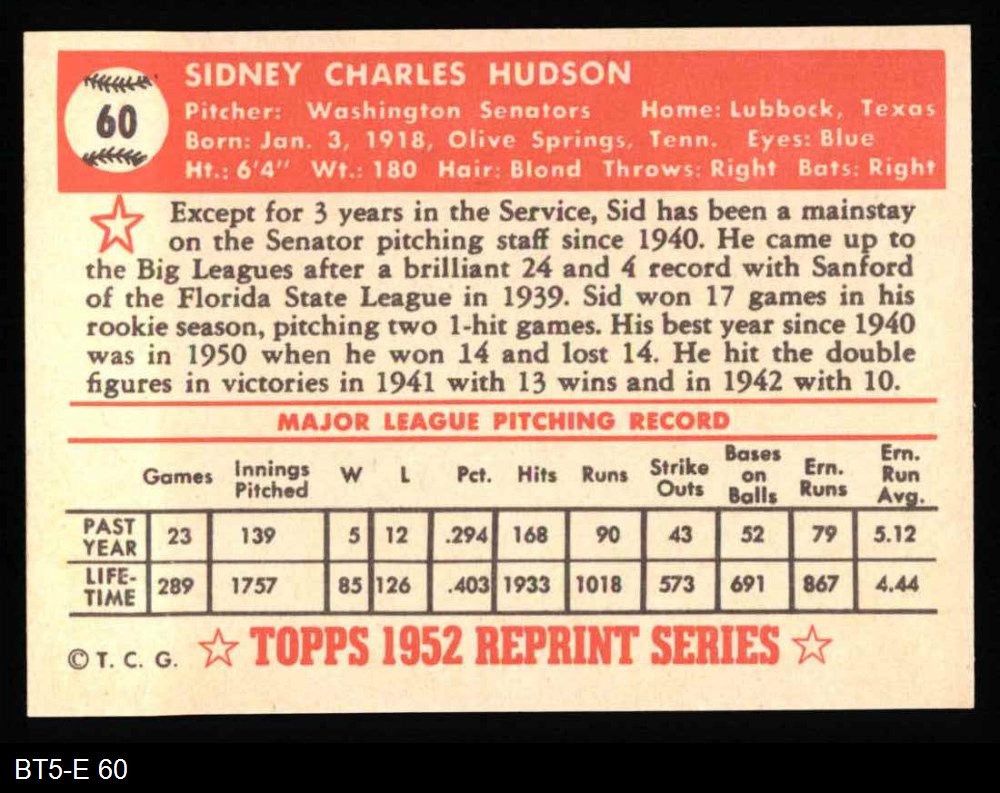 60
SIDNEY CHARLES HUDSON
Pitcher: Washington Senators Home: Lubbock, Texas
Born: Jan. 3, 1918, Olive Springs, Tenn. Eyes: Blue
Ht.: 6'4" Wt.: 180 Hair: Blond Throws: Right Bats: Right
Except for 3 years in the Service, Sid has been a mainstay
on the Senator pitching staff since 1940. He came up to
the Big Leagues after a brilliant 24 and 4 record with Sanford
of the Florida State League in 1939. Sid won 17 games in his
rookie season, pitching two 1-hit games. His best year since 1940
was in 1950 when he won 14 and lost 14. He hit the double
figures in victories in 1941 with 13 wins and in 1942 with 10.
MAJOR LEAGUE PITCHING RECORD
Games Innings Pitched W L Pct. Hits Runs Strike Outs Bases on Balls Ern. Runs Ern. Run Avg.
PAST YEAR 23 139 5 12 .294 168 90 43 52 79 5.12
LIFE-TIME 289 1757 85 126 .403 1933 1018 573 691 867 4.44
© T. C. G. TOPPS 1952 REPRINT SERIES
BT5-E 60